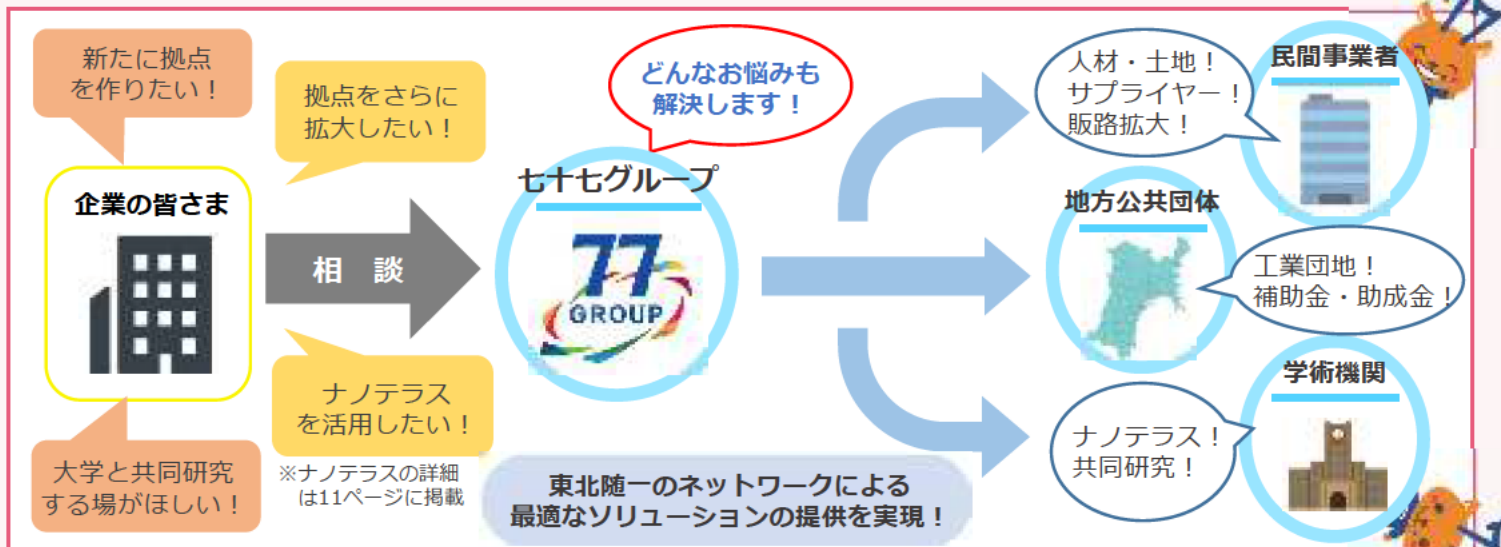 新たに拠点
を作りたい！
拠点をさらに
拡大したい！
企業の皆さま
相　談
ナノテラス
を活用したい！
※ナノテラスの詳細
は11ページに掲載
大学と共同研究
する場がほしい！
どんなお悩みも
解決します！
七十七グループ
77
GROUP
東北随一のネットワークによる
最適なソリューションの提供を実現！
人材・土地！
サプライヤー！
販路拡大！
民間事業者
地方公共団体
工業団地！
補助金・助成金！
学術機関
ナノテラス！
共同研究！